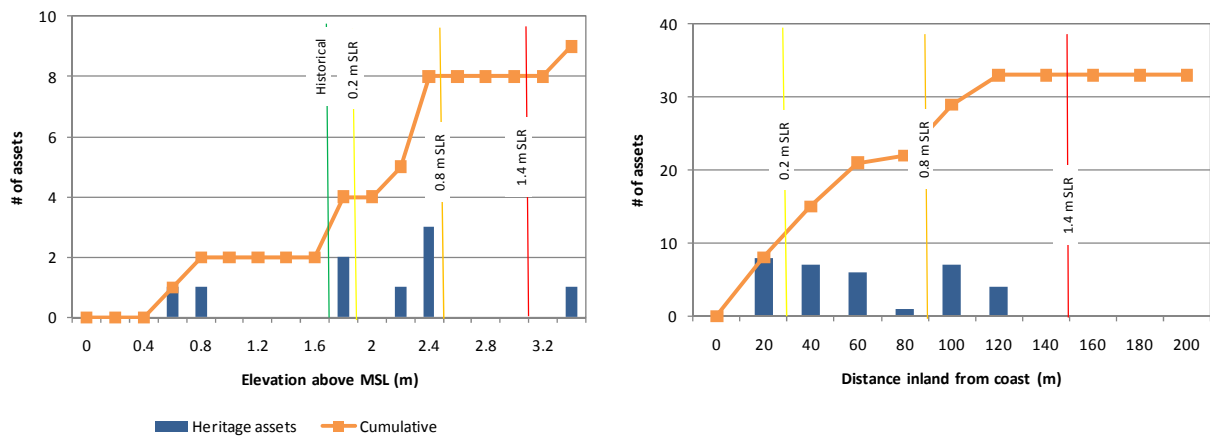 10
8
6
4
2
0
# of assets
Historical
0.2 m SLR
0.8 m SLR
1.4 m SLR
0 0.4 0.8 1.2 1.6 2 2.4 2.8 3.2
Elevation above MSL (m)
Heritage assets Cumulative
40
30
20
10
0
# of assets
0.2 m SLR
0.8 m SLR
1.4 m SLR
0 20 40 60 80 100 120 140 160 180 200
Distance inland from coast (m)